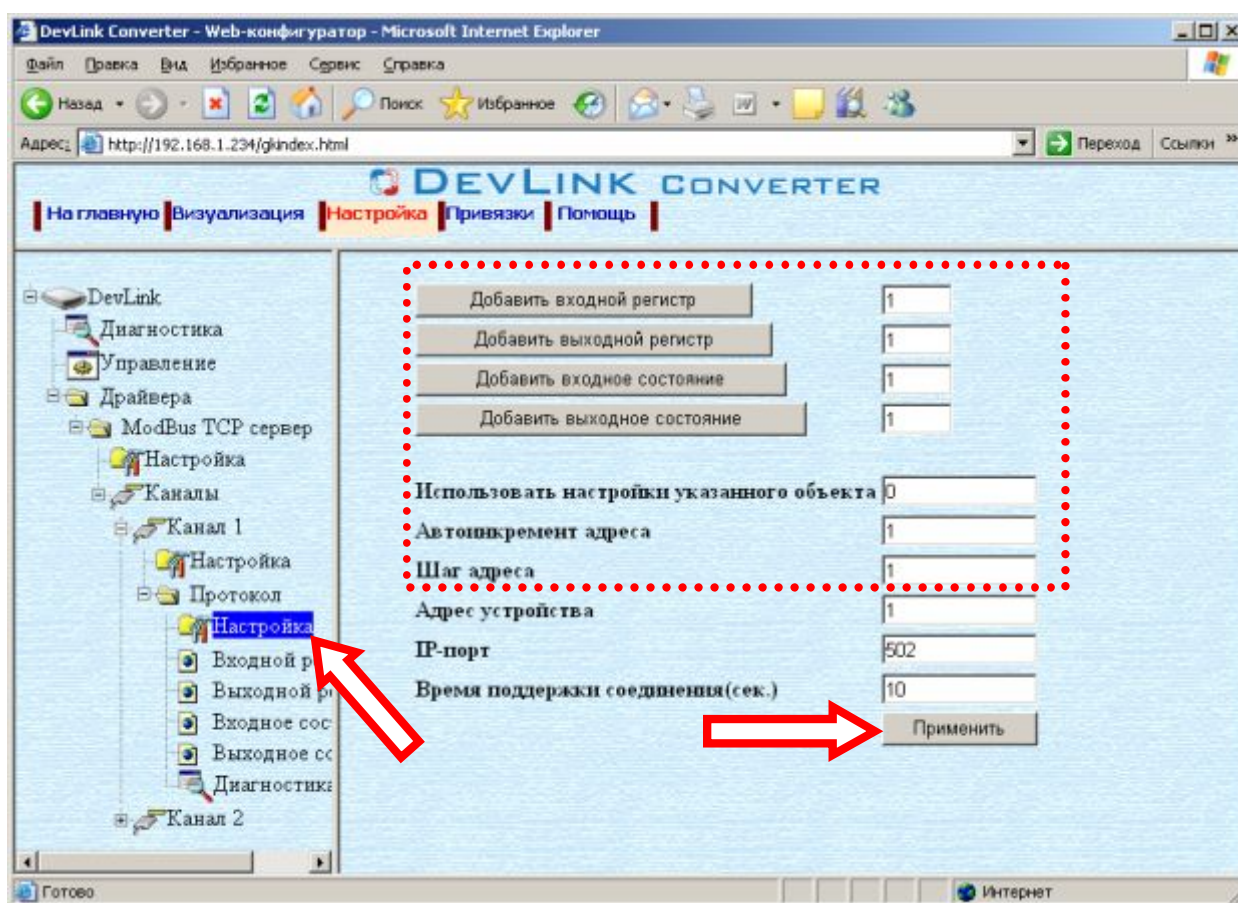 DevLink Converter - Web-конфигуратор - Microsoft Internet Explorer
Файл Правка Вид Избранное Сервис Справка
Назад Поиск Избранное
Адрес: http://192.168.1.234/gkindex.html Переход Ссылки »
DEVLINK CONVERTER
На главную Визуализация Настройка Привязки Помощь
DevLink
Диагностика
Управление
Драйвера
ModBus TCP сервер
Настройка
Каналы
Канал 1
Настройка
Протокол
Настройка
Входной р
Выходной р
Входное сос
Выходное сс
Диагностика
Канал 2
Добавить входной регистр 1
Добавить выходной регистр 1
Добавить входное состояние 1
Добавить выходное состояние 1
Использовать настройки указанного объекта 0
Автоинкремент адреса 1
Шаг адреса 1
Адрес устройства 1
IP-порт 502
Время поддержки соединения(сек.) 10
Применить
Готово Интернет